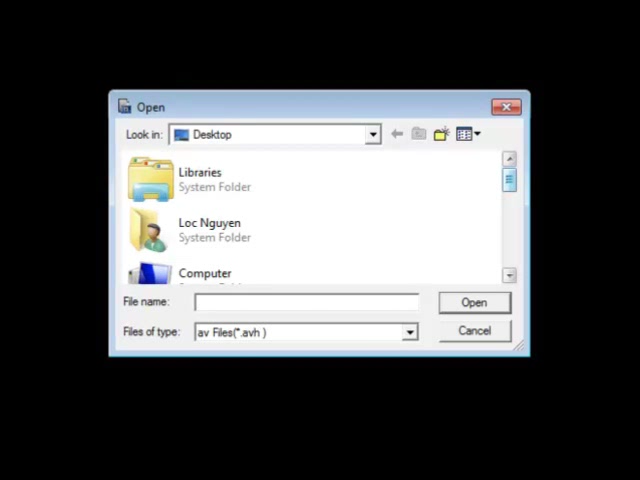 Open
Look in: Desktop
Libraries
System Folder
Loc Nguyen
System Folder
Computer
File name: Open
Files of type: av Files(*.avh ) Cancel